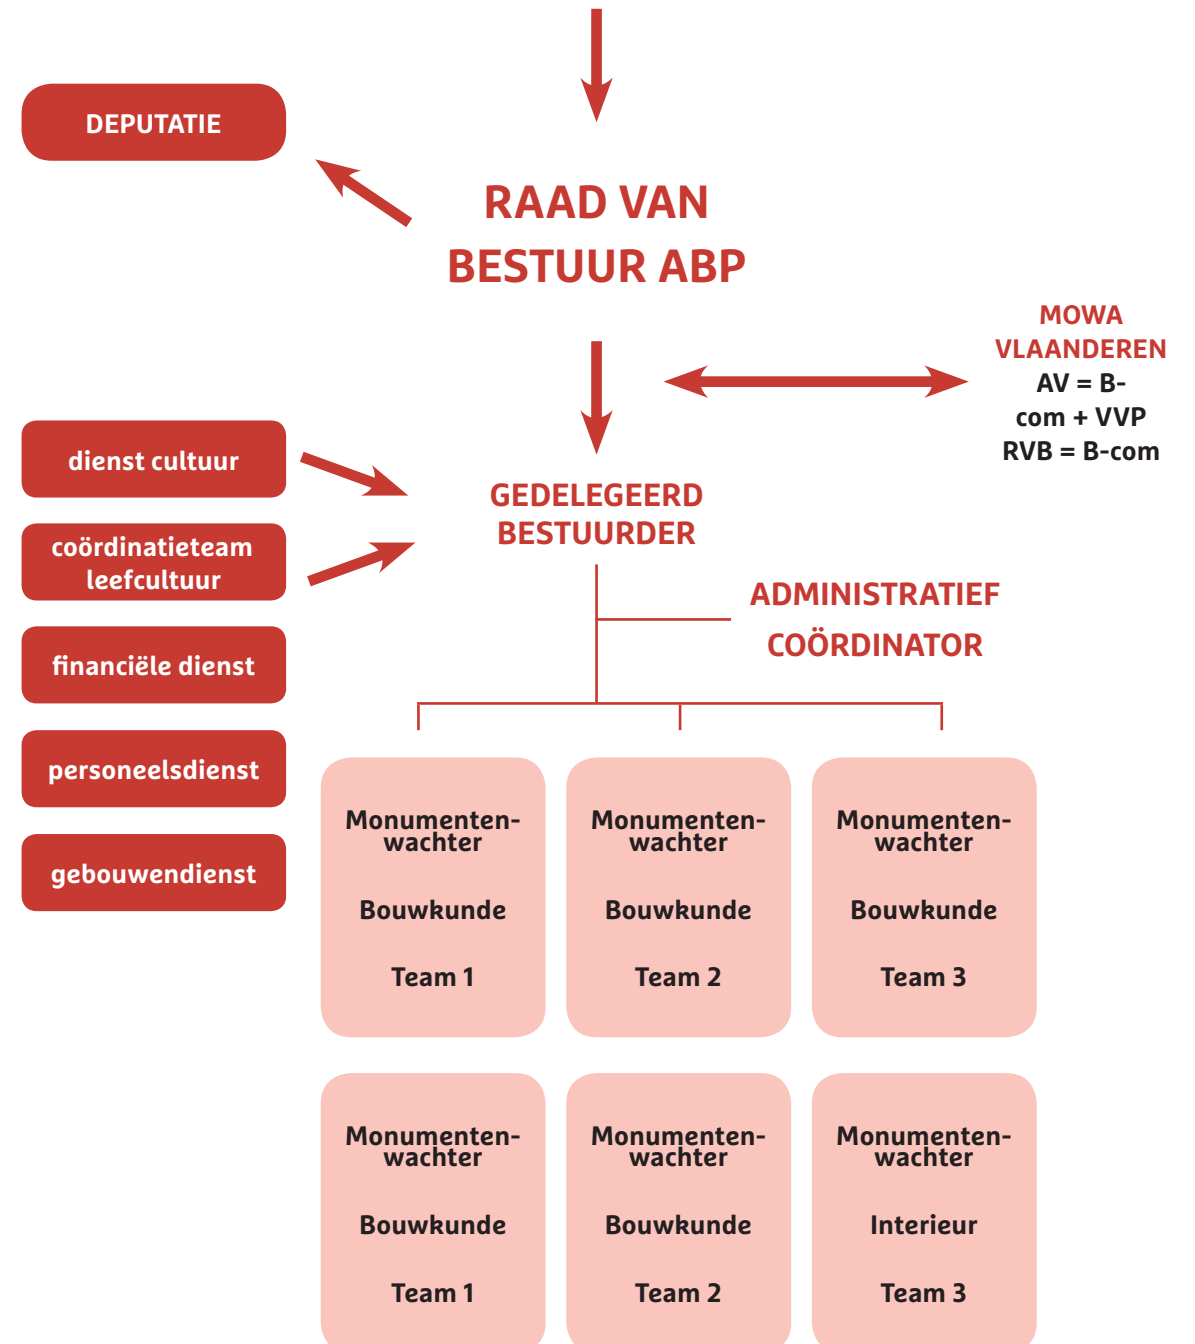 DEPUTATIE
RAAD VAN
BESTUUR ABP
MOWA
VLAANDEREN
AV = B-
com + VVP
RVB = B-com
dienst cultuur
coördinatieteam
leefcultuur
financiële dienst
personeelsdienst
gebouwendienst
GEDELEGEERD
BESTUURDER
ADMINISTRATIEF
COÖRDINATOR
Monumenten-
wachter
Bouwkunde
Team 1
Monumenten-
wachter
Bouwkunde
Team 2
Monumenten-
wachter
Bouwkunde
Team 3
Monumenten-
wachter
Bouwkunde
Team 1
Monumenten-
wachter
Bouwkunde
Team 2
Monumenten-
wachter
Interieur
Team 3